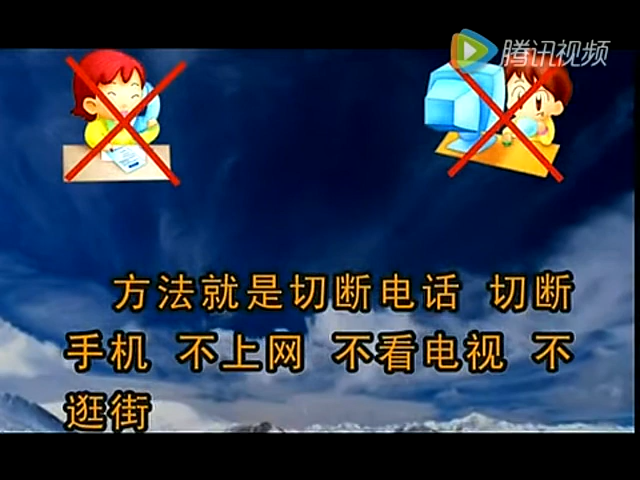 腾讯视频
方法就是切断电话 切断
手机 不上网 不看电视 不
逛街